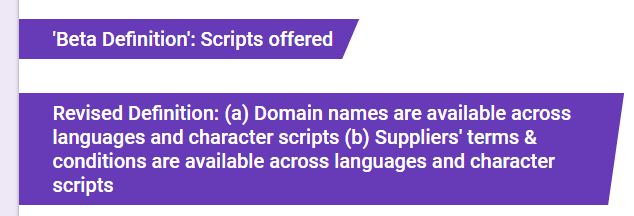 'Beta Definition': Scripts offered
Revised Definition: (a) Domain names are available across
languages and character scripts (b) Suppliers' terms &
conditions are available across languages and character
scripts